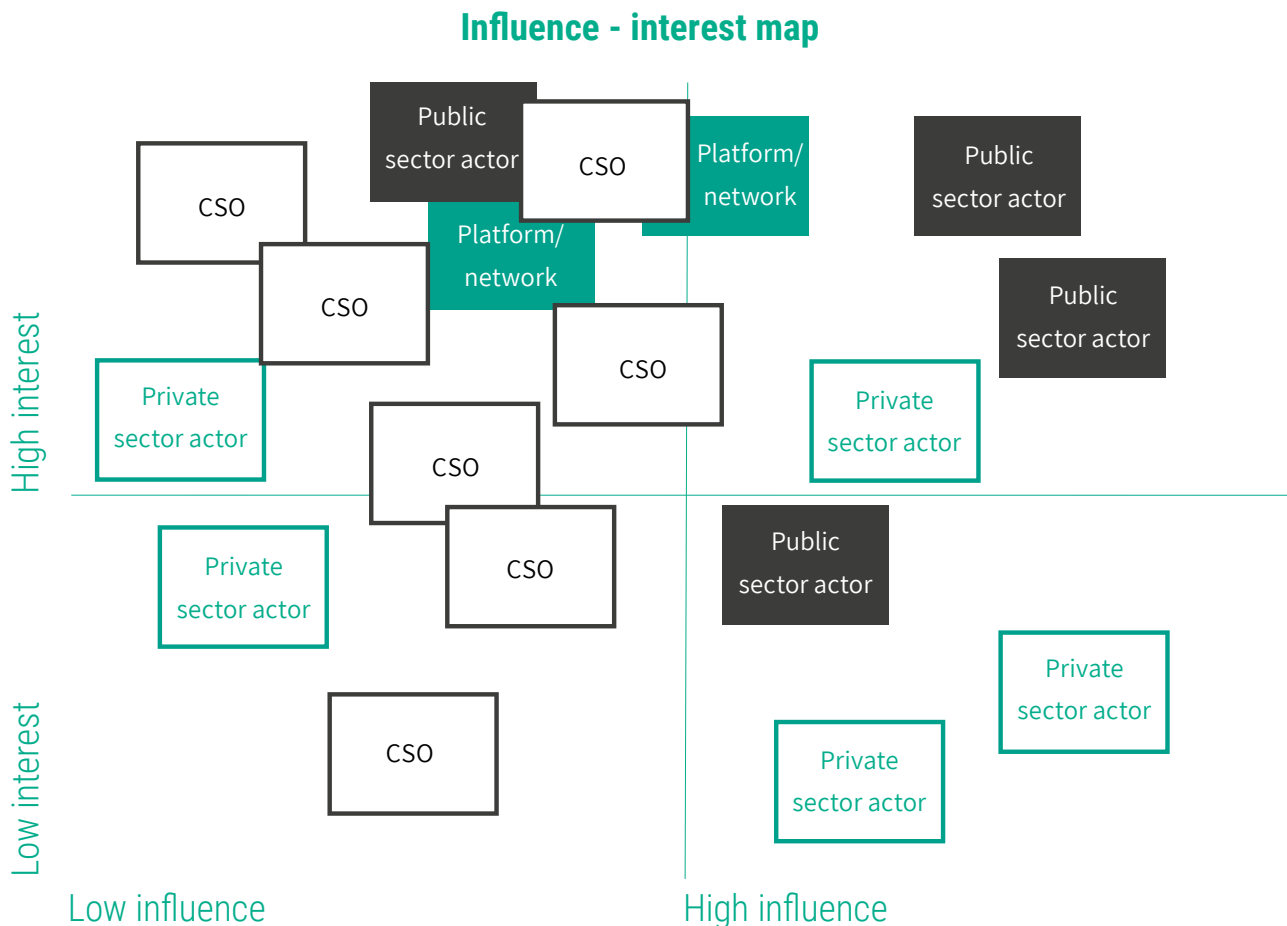 Influence - interest map
Public
sector actor
CSO
Platform/
network
Public
sector actor
CSO
Platform/
network
CSO
Public
sector actor
CSO
Private
sector actor
Private
sector actor
High interest
CSO
Private
sector actor
CSO
Public
sector actor
Private
sector actor
CSO
Private
sector actor
Low interest
Low influence
High influence